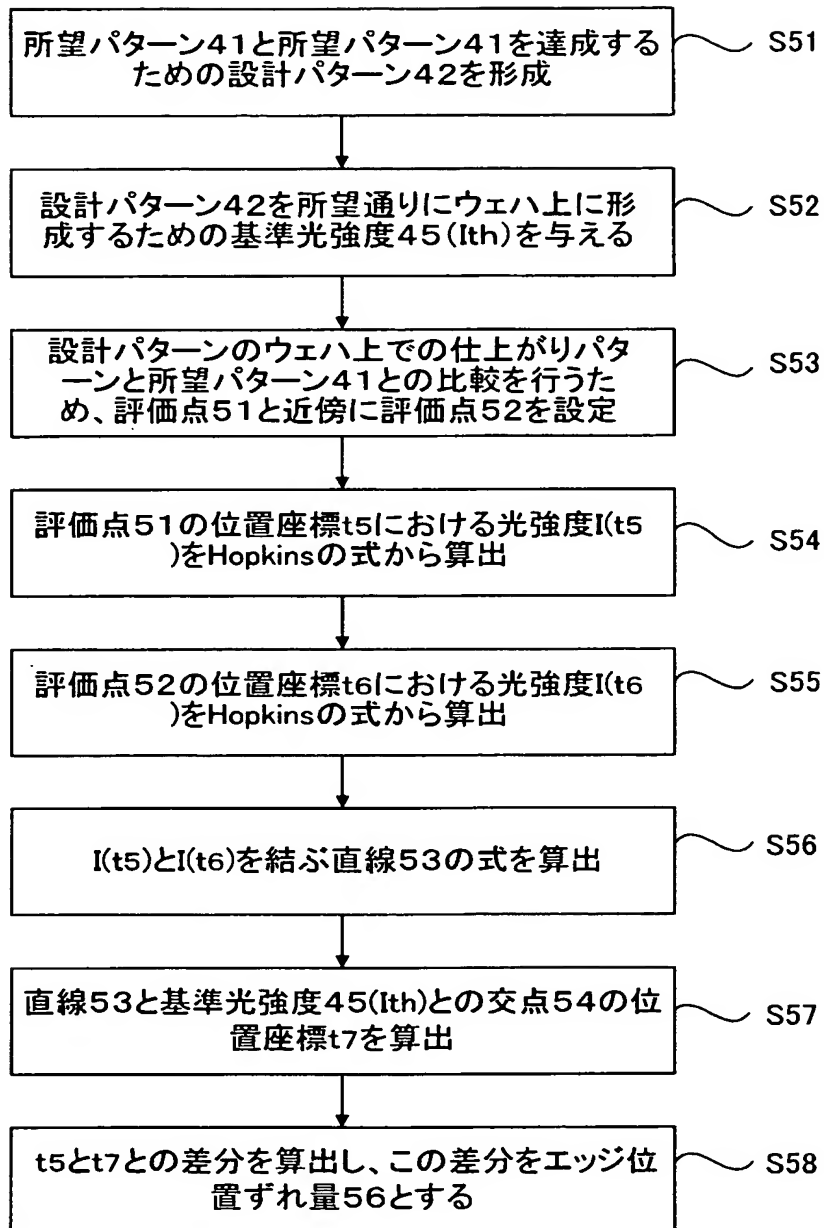 所望パターン41と所望パターン41を達成する
ための設計パターン42を形成
S51
設計パターン42を所望通りにウェハ上に形
成するための基準光強度45(Ith)を与える
S52
設計パターンのウェハ上での仕上がりパタ
ーンと所望パターン41との比較を行うた
め、評価点51と近傍に評価点52を設定
S53
評価点51の位置座標t5における光強度I(t5
)をHopkinsの式から算出
S54
評価点52の位置座標t6における光強度I(t6
)をHopkinsの式から算出
S55
I(t5)とI(t6)を結ぶ直線53の式を算出
S56
直線53と基準光強度45(Ith)との交点54の位
置座標t7を算出
S57
t5とt7との差分を算出し、この差分をエッジ位
置ずれ量56とする
S58